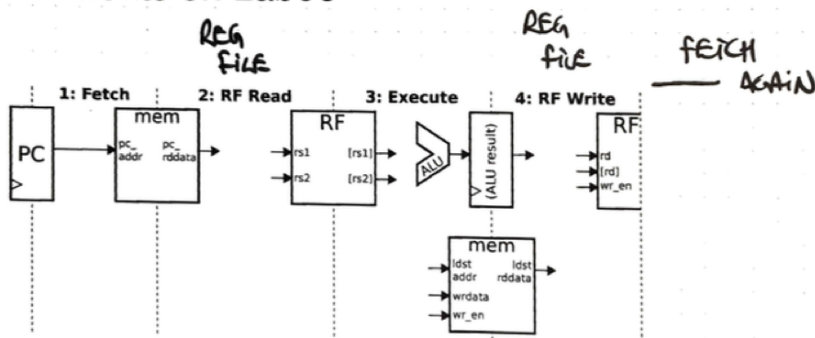 REG
FILE
REG
FILE
FETCH
AGAIN
1: Fetch
2: RF Read
3: Execute
4: RF Write
PC
mem
pc_
addr
pc_
rddata
RF
rs1
[rs1]
rs2
[rs2]
ALU
(ALU result)
RF
rd
[rd]
wr_en
mem
ldst
addr
ldst
rddata
wrdata
wr_en